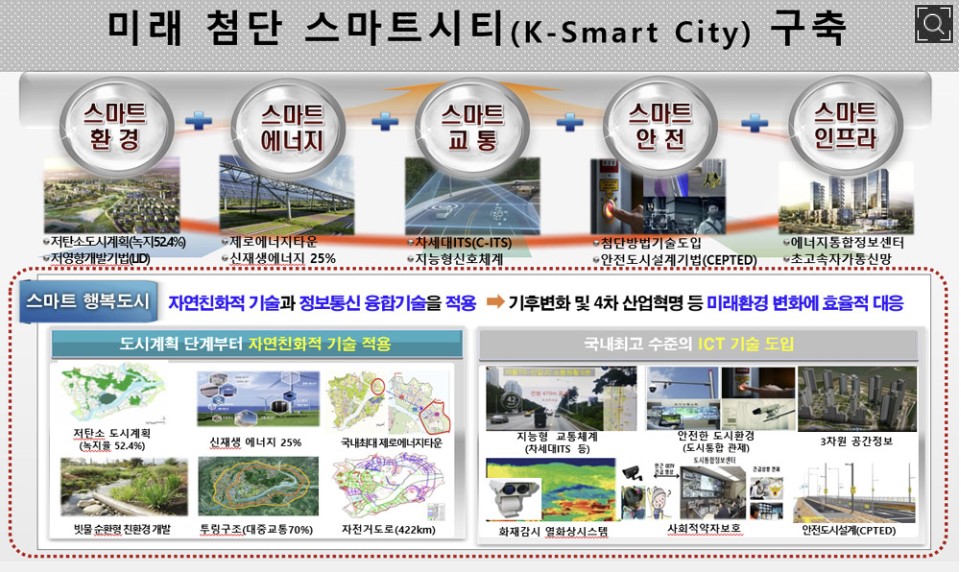 미래 첨단 스마트시티(K-Smart City) 구축
스마트
환경
스마트
에너지
스마트
교통
스마트
안전
스마트
인프라
저탄소도시계획(녹지52.4%)
저영향개발기법(LID)
제로에너지타운
신재생에너지 25%
차세대ITS(C-ITS)
지능형신호체계
첨단방법기술도입
안전도시설계기법(CEPTED)
에너지통합정보센터
초고속자가통신망
스마트 행복도시
자연친화적 기술과 정보통신 융합기술을 적용
기후변화 및 4차 산업혁명 등 미래환경 변화에 효율적 대응
도시계획 단계부터 자연친화적 기술 적용
저탄소 도시계획
(녹지율 52.4%)
신재생 에너지 25%
국내최대 제로에너지타운
빗물 순환형 친환경 개발
투링구조(대중교통70%)
자전거도로(422km)
국내최고 수준의 ICT 기술 도입
지능형 교통체계
(차세대ITS 등)
안전한 도시환경
(도시통합 관제)
3차원 공간정보
화재감시 열화상시스템
도시통합정보센터
사회적약자보호
안전도시설계(CPTED)